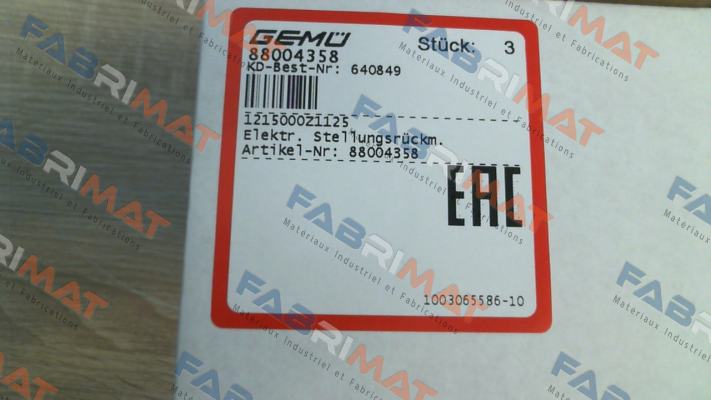 GEMÜ Stück: 3
88004358
KD-Best-Nr: 640849
1215000Z1125
Elektr. Stellungsrückm.
Artikel-Nr: 88004358
EAC
1003065586-10
FABRIMAT
Matériaux Industriel et Fabrications